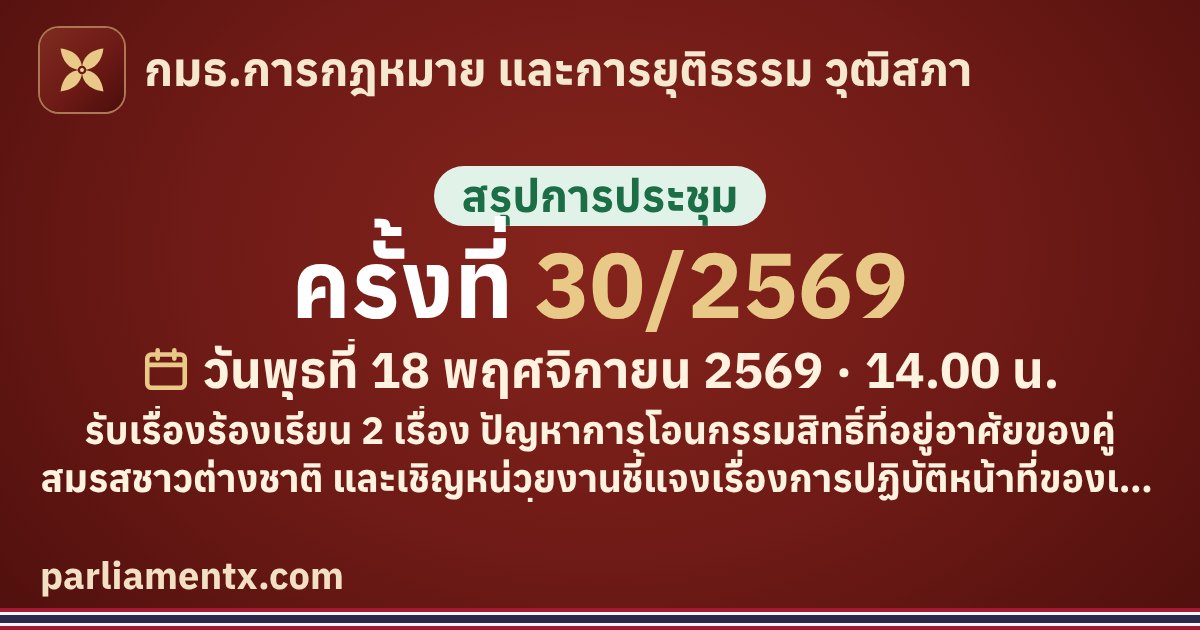 กมธ.การกฎหมาย และการยุติธรรม วุฒิสภา
สรุปการประชุม
ครั้งที่ 30/2569
วันพุธที่ 18 พฤศจิกายน 2569 · 14.00 น.
รับเรื่องร้องเรียน 2 เรื่อง ปัญหาการโอนกรรมสิทธิ์ที่อยู่อาศัยของคู่
สมรสชาวต่างชาติ และเชิญหน่วยงานชี้แจงเรื่องการปฏิบัติหน้าที่ของเ...
parliamentx.com